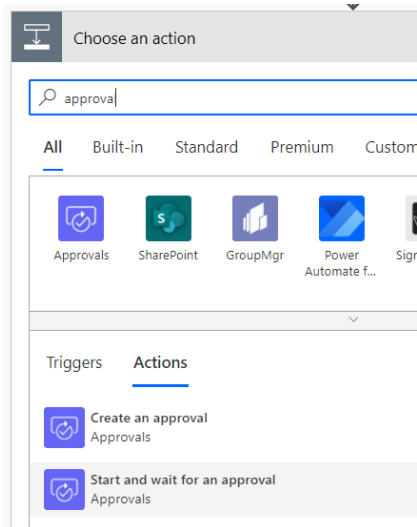 Choose an action
approval
All Built-in Standard Premium Custom
Approvals SharePoint GroupMgr Power Automate f... Sign
Triggers Actions
Create an approval
Approvals
Start and wait for an approval
Approvals